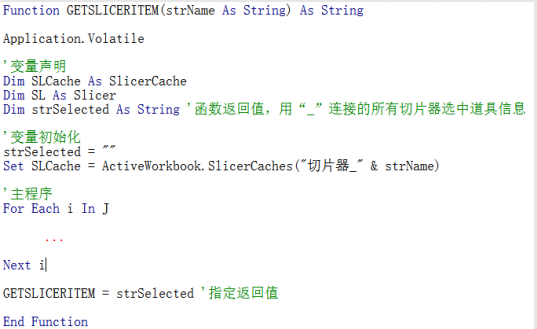 Function GETSLICERITEM(strName As String) As String
Application.Volatile
'变量声明
Dim SLCache As SlicerCache
Dim SL As Slicer
Dim strSelected As String '函数返回值，用“_”连接的所有切片器选中道具信息
'变量初始化
strSelected = ""
Set SLCache = ActiveWorkbook.SlicerCaches("切片器_" & strName)
'主程序
For Each i In J
...
Next i
GETSLICERITEM = strSelected '指定返回值
End Function